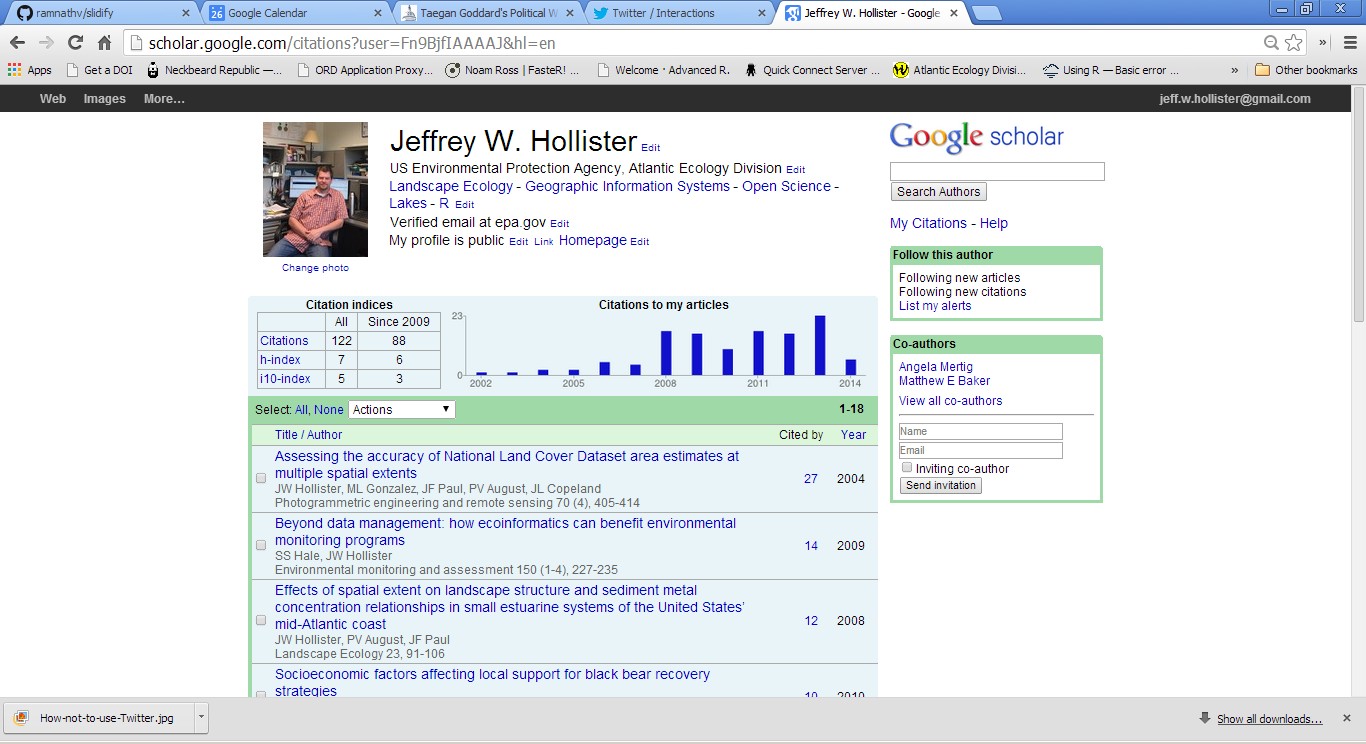 ramnathv/slidify
26 Google Calendar
Taegan Goddard's Political W
Twitter / Interactions
Jeffrey W. Hollister - Google
scholar.google.com/citations?user=Fn9BjfIAAAAJ&hl=en
»
Apps Get a DOI Neckbeard Republic —... ORD Application Proxy... Noam Ross | FasteR! ... Welcome · Advanced R. Quick Connect Server ... Atlantic Ecology Divisi... Using R — Basic error ... » Other bookmarks
Web Images More... jeff.w.hollister@gmail.com
Jeffrey W. Hollister Edit
US Environmental Protection Agency, Atlantic Ecology Division Edit
Landscape Ecology - Geographic Information Systems - Open Science -
Lakes - R Edit
Verified email at epa.gov Edit
My profile is public Edit Link Homepage Edit
Change photo
Google scholar
Search Authors
My Citations - Help
Follow this author
Following new articles
Following new citations
List my alerts
Co-authors
Angela Mertig
Matthew E Baker
View all co-authors
Name
Email
Inviting co-author
Send invitation
Citation indices
All Since 2009
Citations 122 88
h-index 7 6
i10-index 5 3
Citations to my articles
23
0
2002 2005 2008 2011 2014
Select: All, None Actions 1-18
Title / Author Cited by Year
Assessing the accuracy of National Land Cover Dataset area estimates at
multiple spatial extents
JW Hollister, ML Gonzalez, JF Paul, PV August, JL Copeland
Photogrammetric engineering and remote sensing 70 (4), 405-414
27 2004
Beyond data management: how ecoinformatics can benefit environmental
monitoring programs
SS Hale, JW Hollister
Environmental monitoring and assessment 150 (1-4), 227-235
14 2009
Effects of spatial extent on landscape structure and sediment metal
concentration relationships in small estuarine systems of the United States'
mid-Atlantic coast
JW Hollister, PV August, JF Paul
Landscape Ecology 23, 91-106
12 2008
Socioeconomic factors affecting local support for black bear recovery
strategies
10 2010
How-not-to-use-Twitter.jpg
Show all downloads...